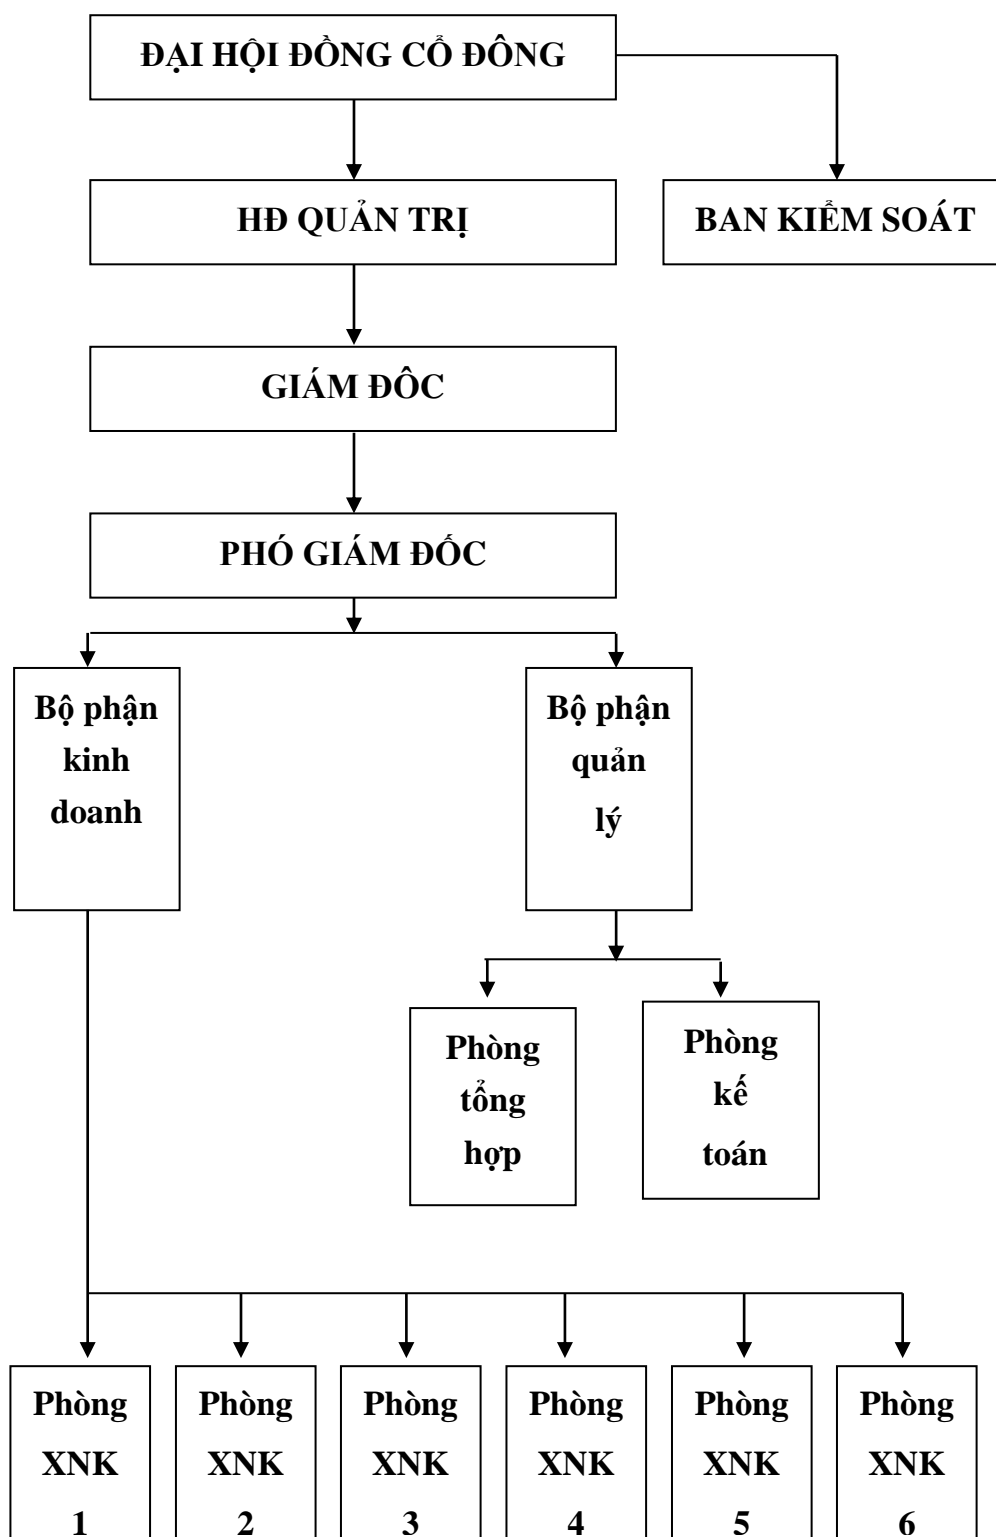 ĐẠI HỘI ĐỒNG CỔ ĐÔNG
HĐ QUẢN TRỊ
BAN KIỂM SOÁT
GIÁM ĐÔC
PHÓ GIÁM ĐỐC
Bộ phận
kinh
doanh
Bộ phận
quản
lý
Phòng
tổng
hợp
Phòng
kế
toán
Phòng
XNK
1
Phòng
XNK
2
Phòng
XNK
3
Phòng
XNK
4
Phòng
XNK
5
Phòng
XNK
6